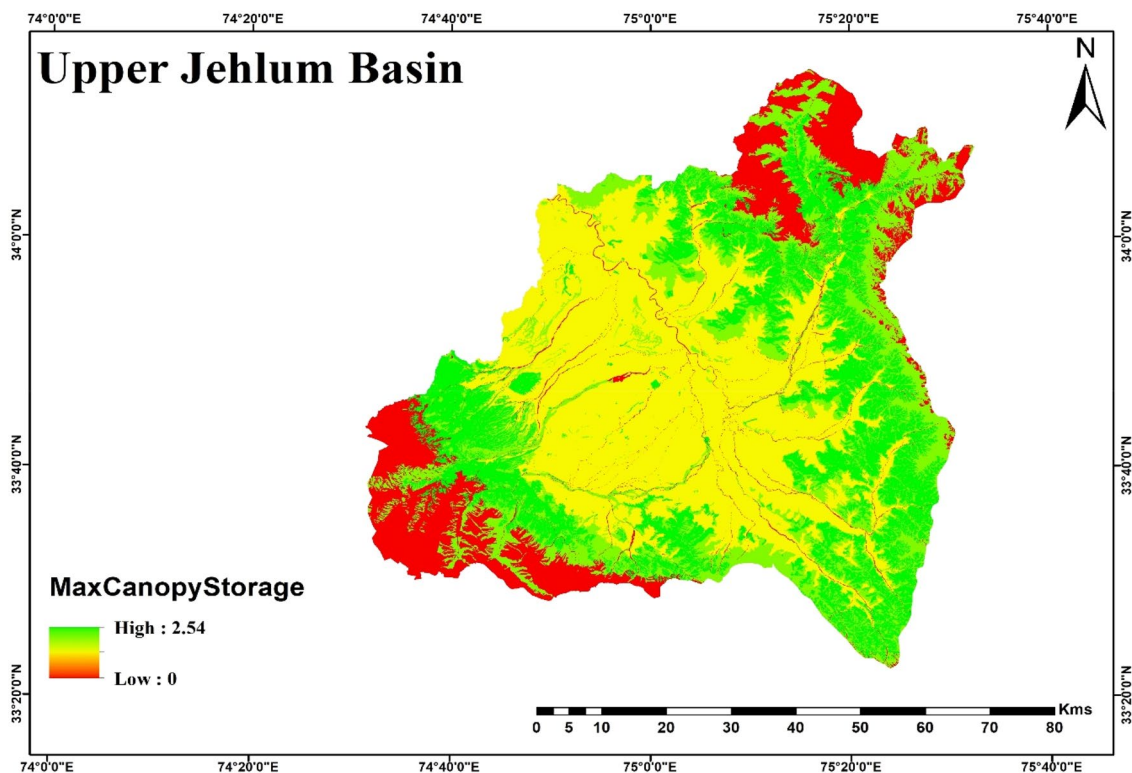 74°0'0"E 74°20'0"E 74°40'0"E 75°0'0"E 75°20'0"E 75°40'0"E
Upper Jehlum Basin
N
34°0'0"N 34°0'0"N
33°40'0"N 33°40'0"N
MaxCanopyStorage
High : 2.54
Low : 0
33°20'0"N 33°20'0"N
Kms
0 5 10 20 30 40 50 60 70 80
74°0'0"E 74°20'0"E 74°40'0"E 75°0'0"E 75°20'0"E 75°40'0"E